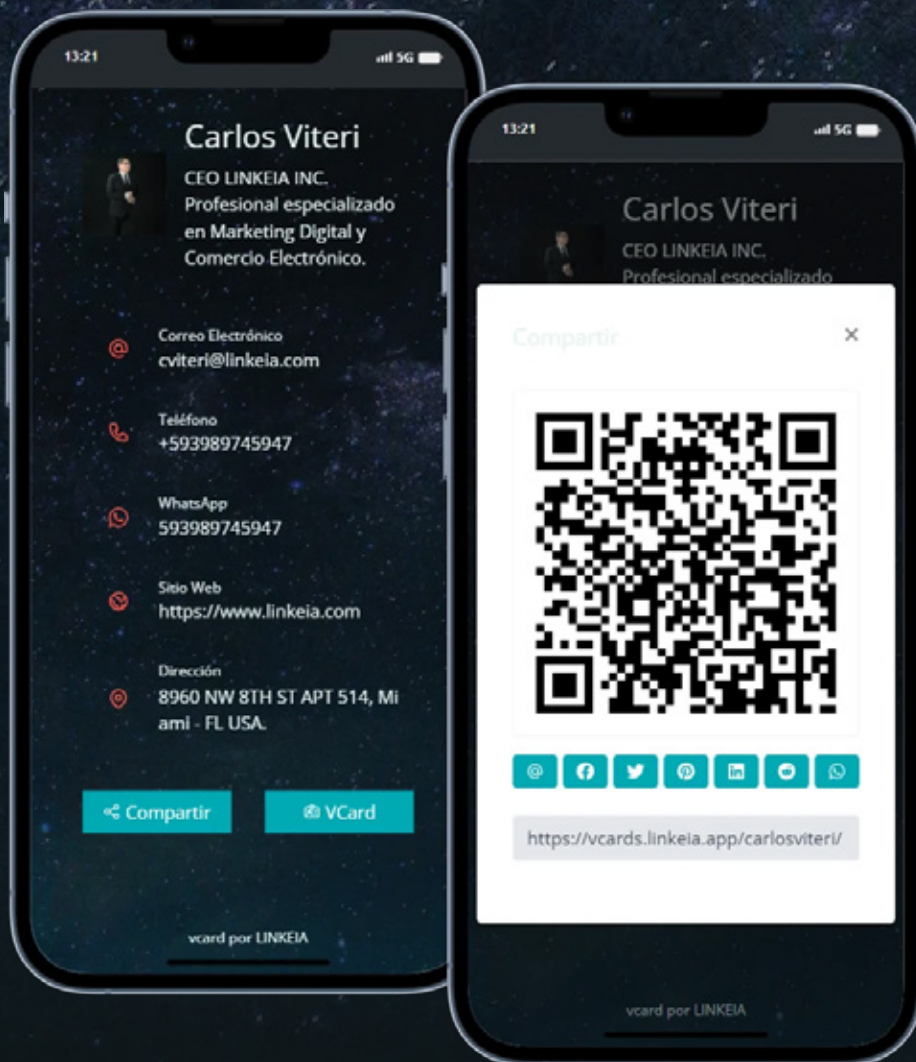 13:21
5G
Carlos Viteri
CEO LINKEIA INC.
Profesional especializado
en Marketing Digital y
Comercio Electrónico.
Correo Electrónico
cviteri@linkeia.com
Teléfono
+593989745947
WhatsApp
593989745947
Sitio Web
https://www.linkeia.com
Dirección
8960 NW 8TH ST APT 514, Mi
ami - FL USA.
Compartir
VCard
vcard por LINKEIA
13:21
5G
Carlos Viteri
CEO LINKEIA INC.
Profesional especializado
Compartir
×
https://vcards.linkeia.app/carlosviteri/
vcard por LINKEIA